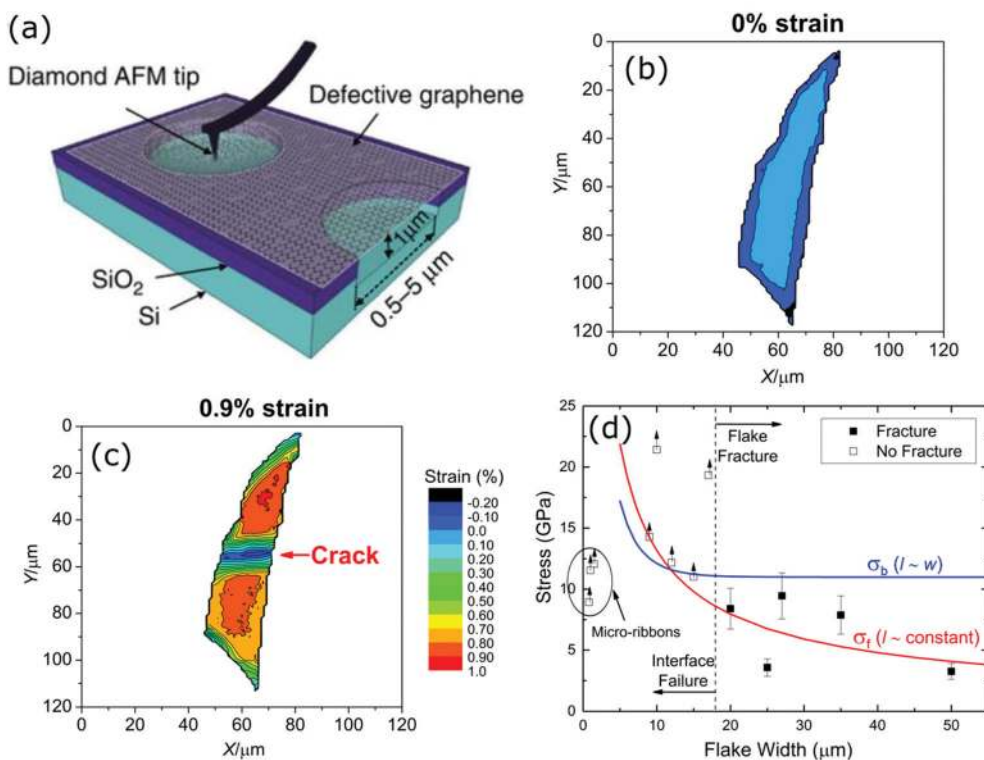 (a)
Diamond AFM tip
Defective graphene
SiO₂
Si
1μm
0.5–5 μm
0% strain
(b)
0
20
40
60
80
100
120
Y/μm
0 20 40 60 80 100 120
X/μm
0.9% strain
(c)
0
20
40
60
80
100
120
Y/μm
0 20 40 60 80 100 120
X/μm
Crack
Strain (%)
-0.20
-0.10
0.0
0.10
0.20
0.30
0.40
0.50
0.60
0.70
0.80
0.90
1.0
(d)
25
20
15
10
5
0
Stress (GPa)
Flake
Fracture
Fracture
No Fracture
σb (l ~ w)
Micro-ribbons
σf (l ~ constant)
Interface
Failure
0 10 20 30 40 50
Flake Width (μm)